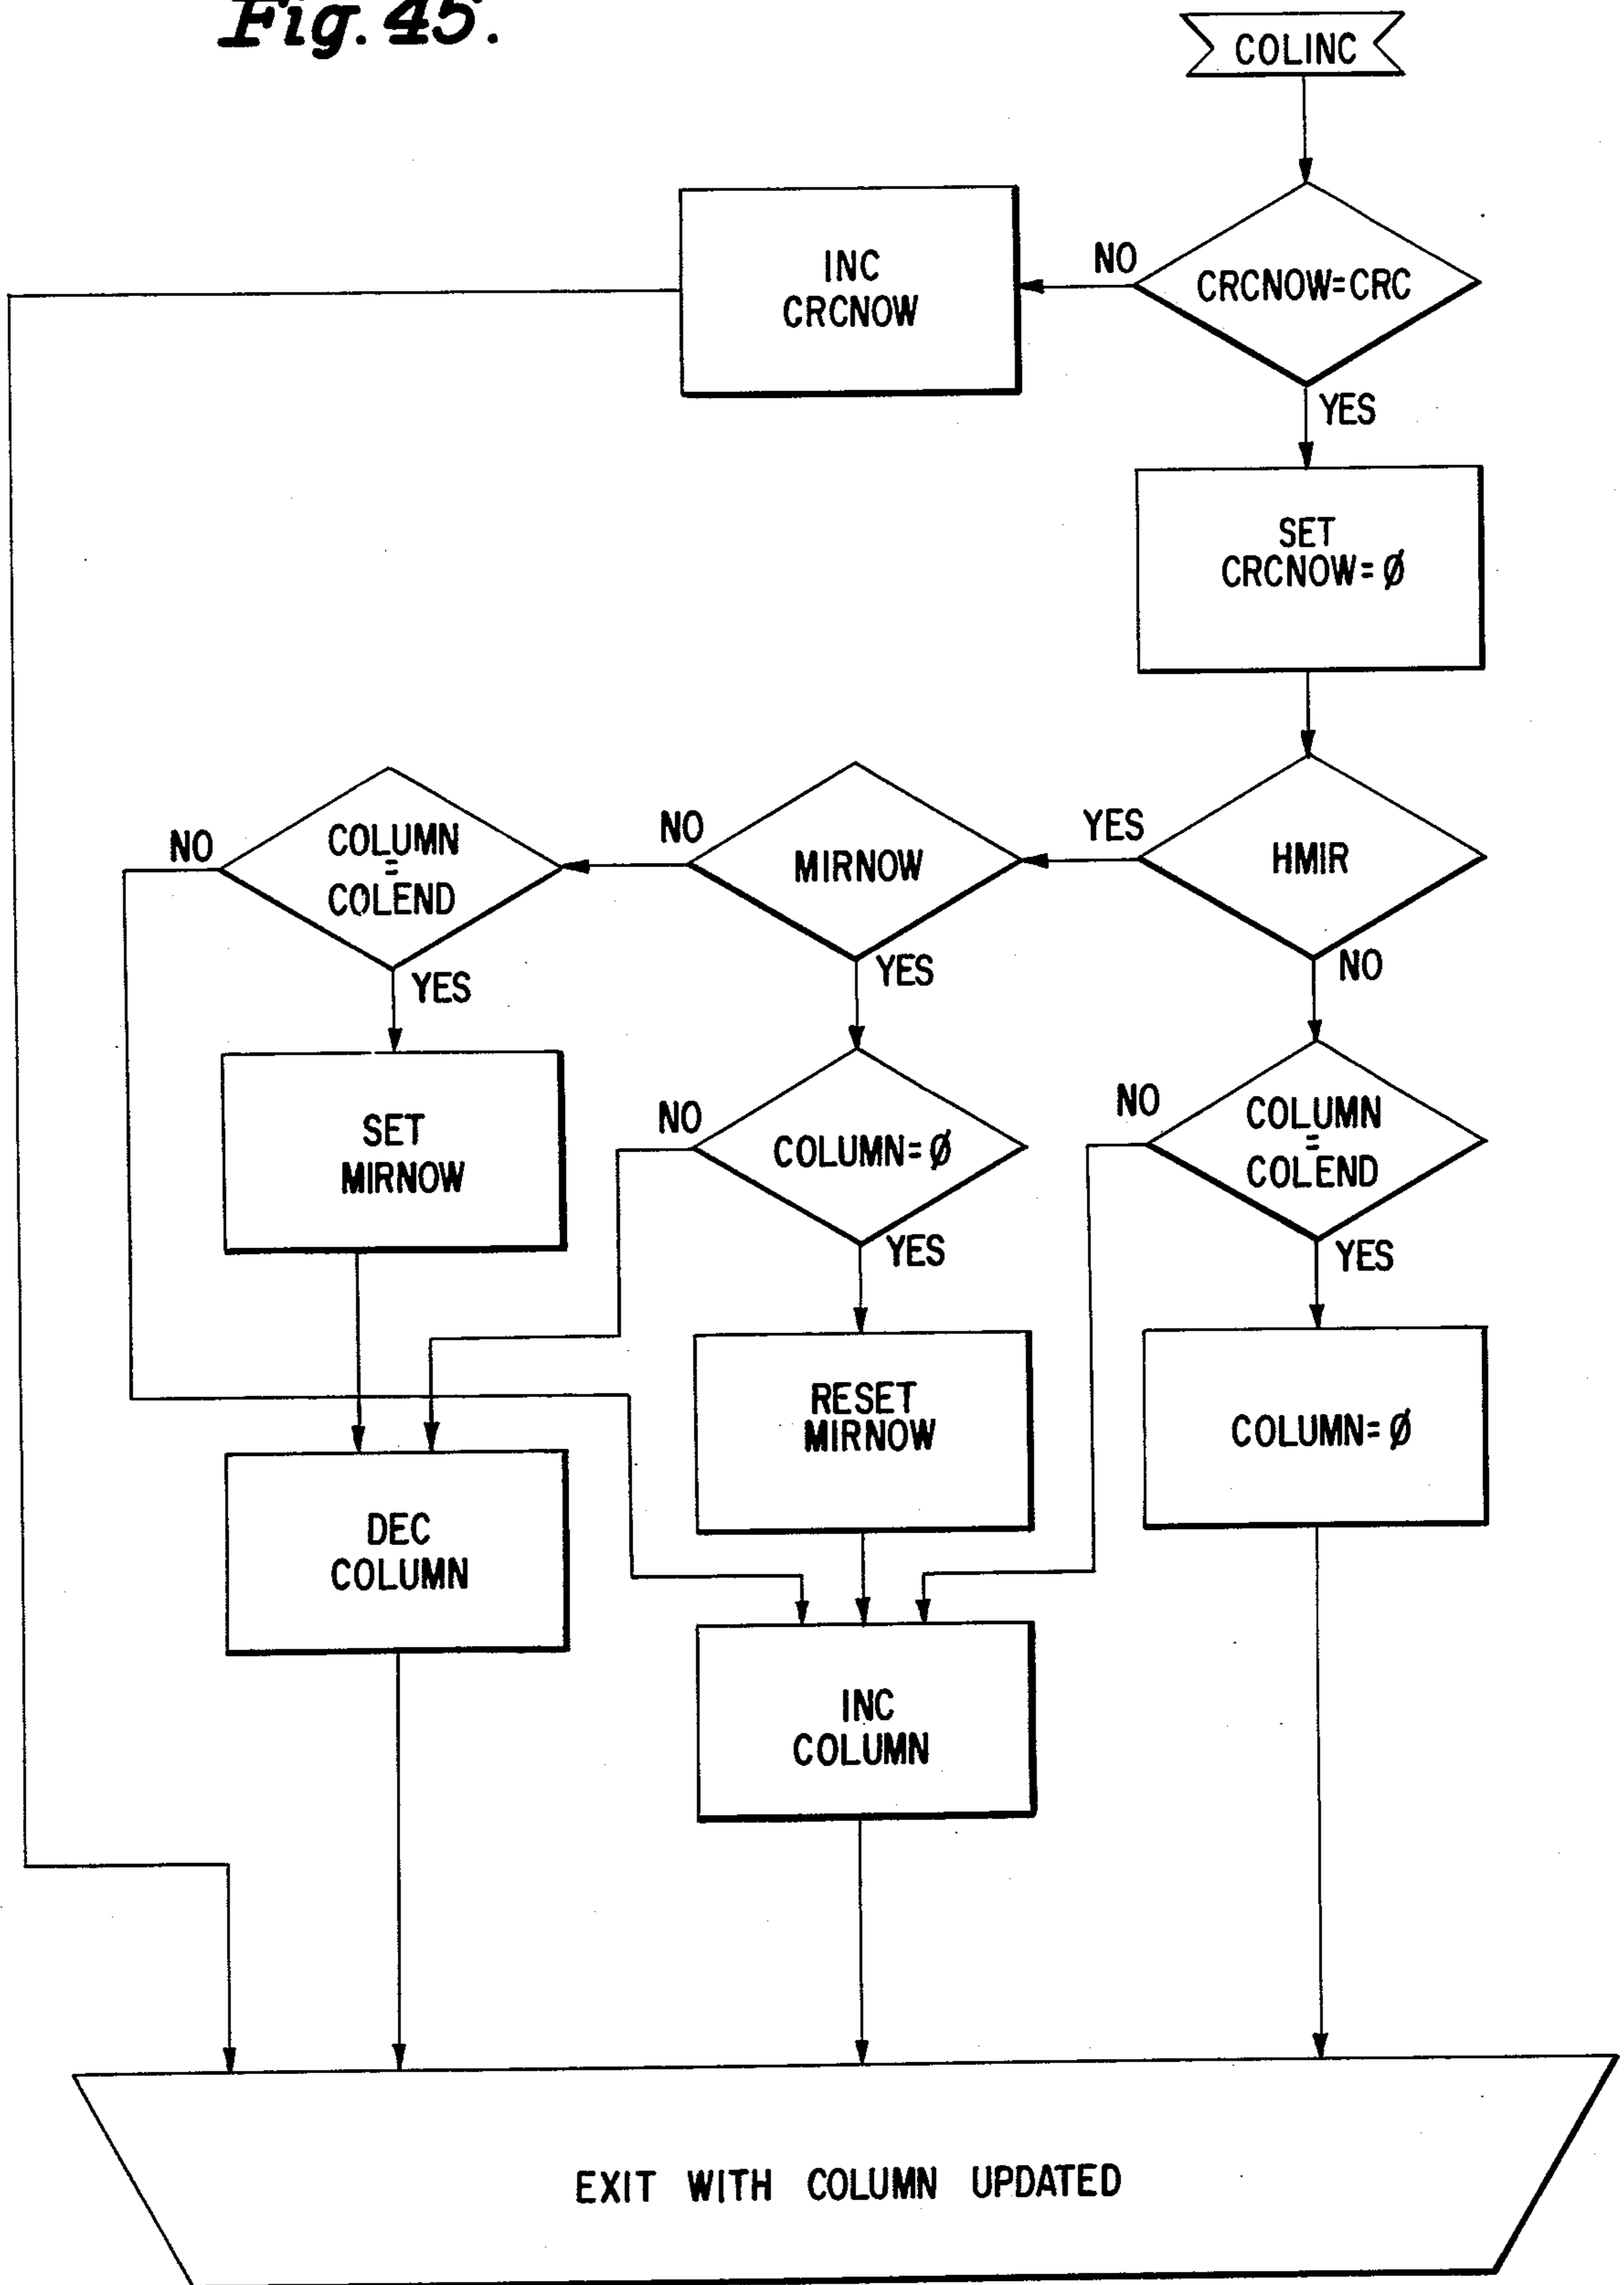 Fig. 45.
COLINC
INC
CRCNOW
NO
CRCNOW=CRC
YES
SET
CRCNOW=Ø
NO
COLUMN
=
COLEND
YES
NO
MIRNOW
YES
YES
HMIR
NO
SET
MIRNOW
NO
COLUMN=Ø
YES
NO
COLUMN
=
COLEND
YES
DEC
COLUMN
RESET
MIRNOW
COLUMN=Ø
INC
COLUMN
EXIT WITH COLUMN UPDATED